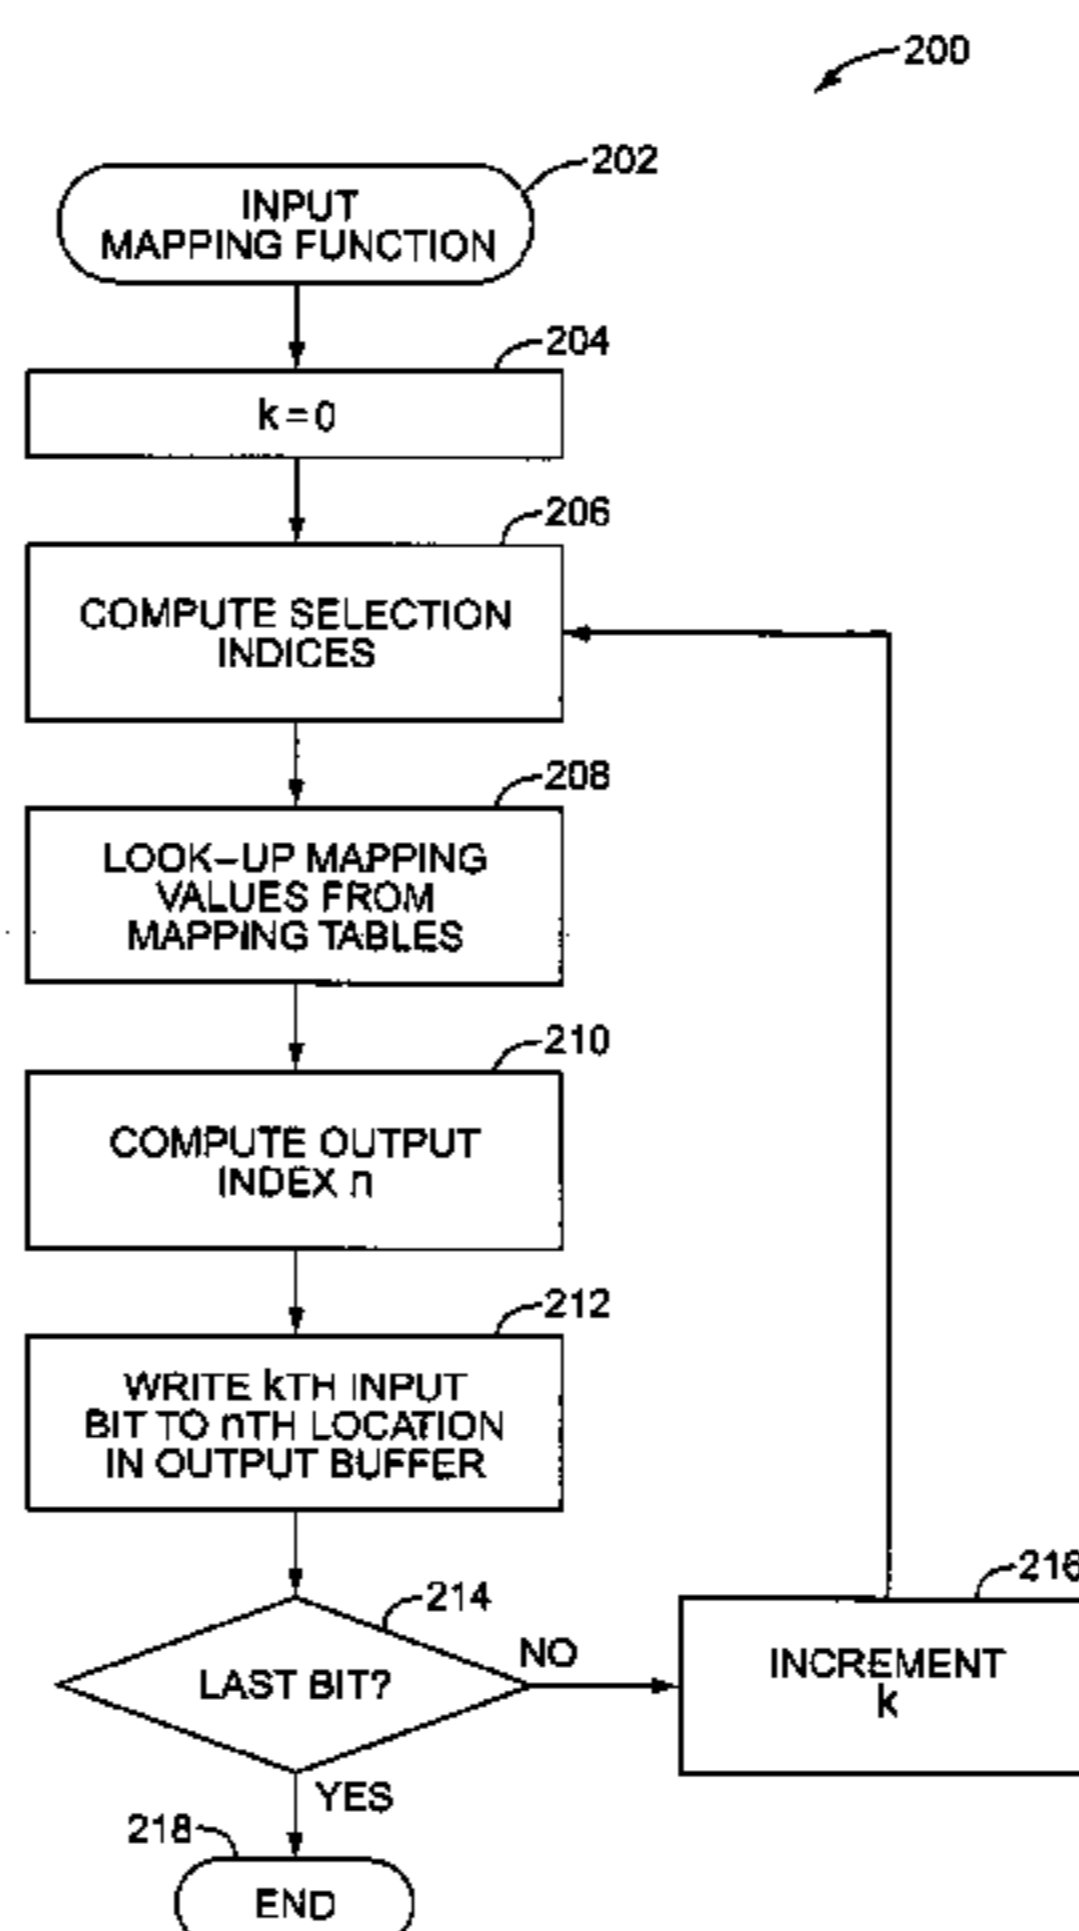 200
202
INPUT
MAPPING FUNCTION
204
k=0
206
COMPUTE SELECTION
INDICES
208
LOOK-UP MAPPING
VALUES FROM
MAPPING TABLES
210
COMPUTE OUTPUT
INDEX n
212
WRITE kTH INPUT
BIT TO nTH LOCATION
IN OUTPUT BUFFER
214
LAST BIT?
NO
216
INCREMENT
k
YES
218
END